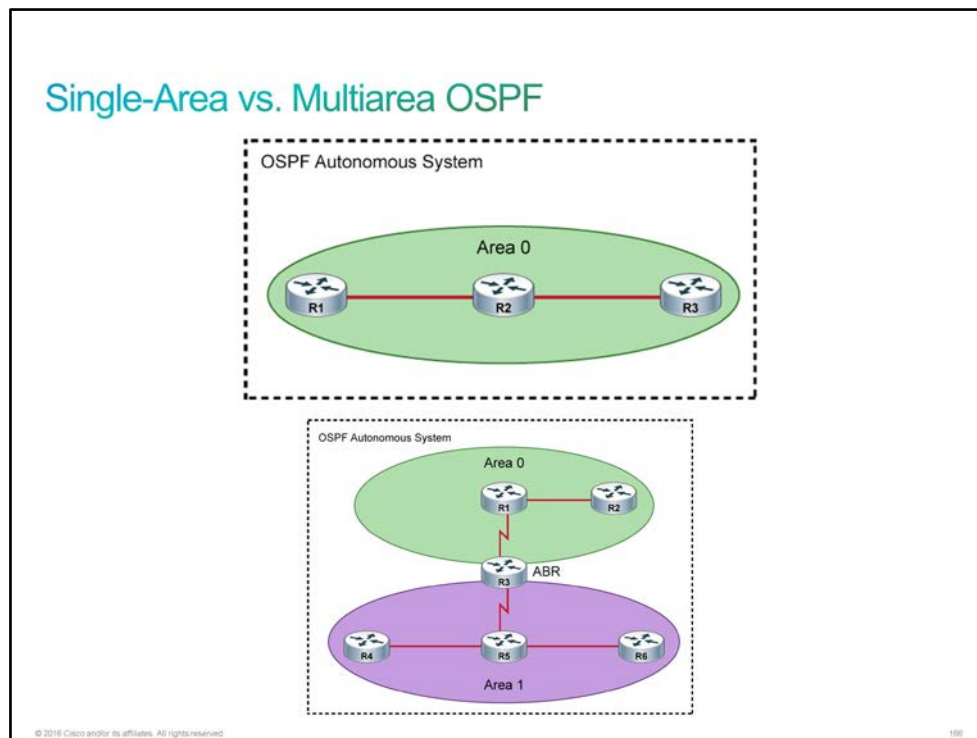 Single-Area vs. Multiarea OSPF
OSPF Autonomous System
Area 0
R1
R2
R3
OSPF Autonomous System
Area 0
R1
R2
R3
ABR
R4
R5
R6
Area 1
© 2016 Cisco and/or its affiliates. All rights reserved.
186